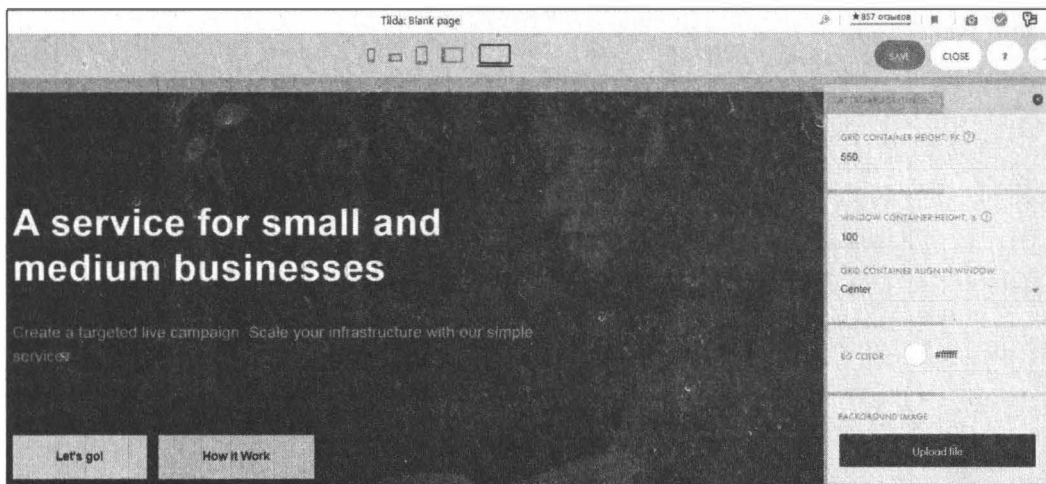 Tilda: Blank page
★857 отзывов
SAVE
CLOSE
?
GRID CONTAINER HEIGHT, PX ?
550
WINDOW CONTAINER HEIGHT, %
100
GRID CONTAINER ALIGN IN WINDOW
Center
BG COLOR #ffffff
BACKGROUND IMAGE
Upload file
A service for small and
medium businesses
Create a targeted live campaign. Scale your infrastructure with our simple
services
Let's go!
How it Work